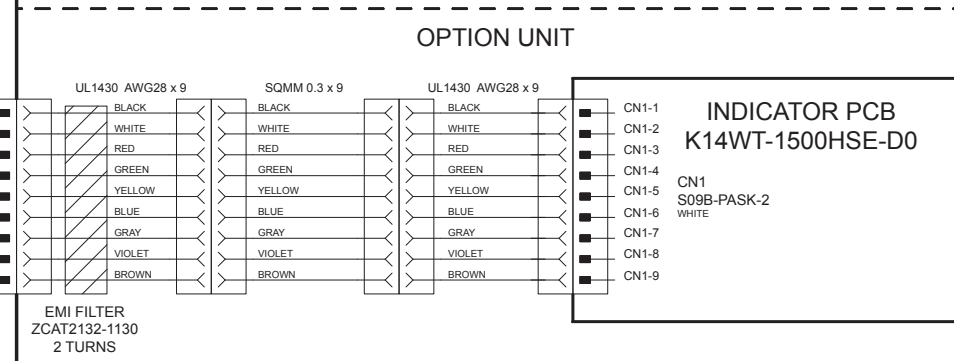 OPTION UNIT
UL1430 AWG28 x 9 SQMM 0.3 x 9 UL1430 AWG28 x 9
BLACK BLACK BLACK CN1-1
WHITE WHITE WHITE CN1-2
RED RED RED CN1-3
GREEN GREEN GREEN CN1-4
YELLOW YELLOW YELLOW CN1-5
BLUE BLUE BLUE CN1-6
GRAY GRAY GRAY CN1-7
VIOLET VIOLET VIOLET CN1-8
BROWN BROWN BROWN CN1-9
INDICATOR PCB
K14WT-1500HSE-D0
CN1
S09B-PASK-2
WHITE
EMI FILTER
ZCAT2132-1130
2 TURNS